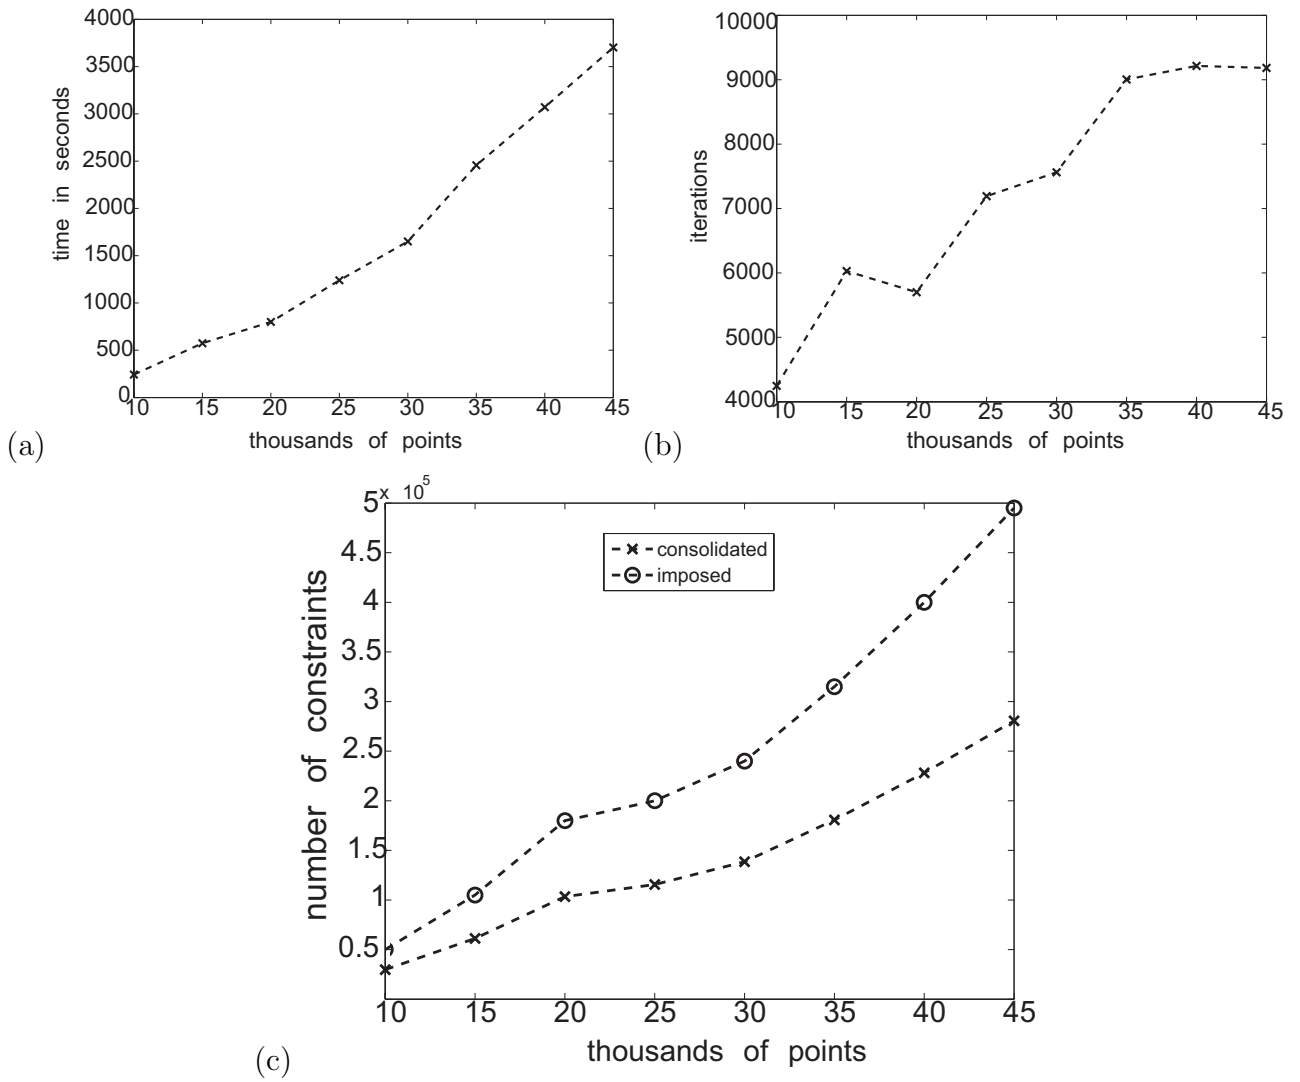 4000
3500
3000
2500
2000
1500
1000
500
0
time in seconds
10 15 20 25 30 35 40 45
thousands of points
(a)
10000
9000
8000
7000
6000
5000
4000
iterations
10 15 20 25 30 35 40 45
thousands of points
(b)
x 10^5
5
4.5
4
3.5
3
2.5
2
1.5
1
0.5
number of constraints
consolidated
imposed
10 15 20 25 30 35 40 45
thousands of points
(c)